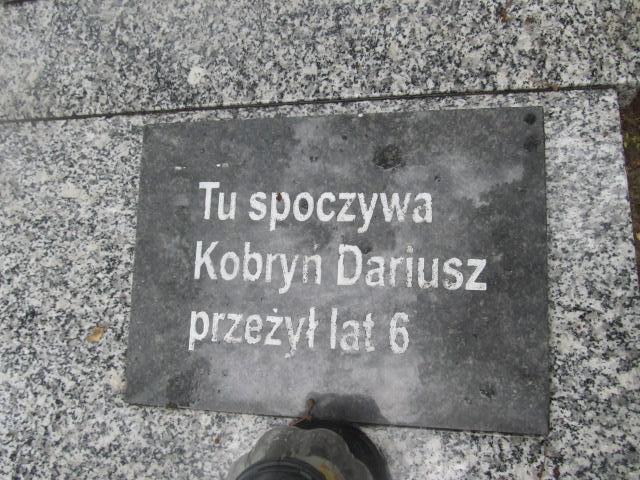 Tu spoczywa
Kobryń Dariusz
przeżył lat 6